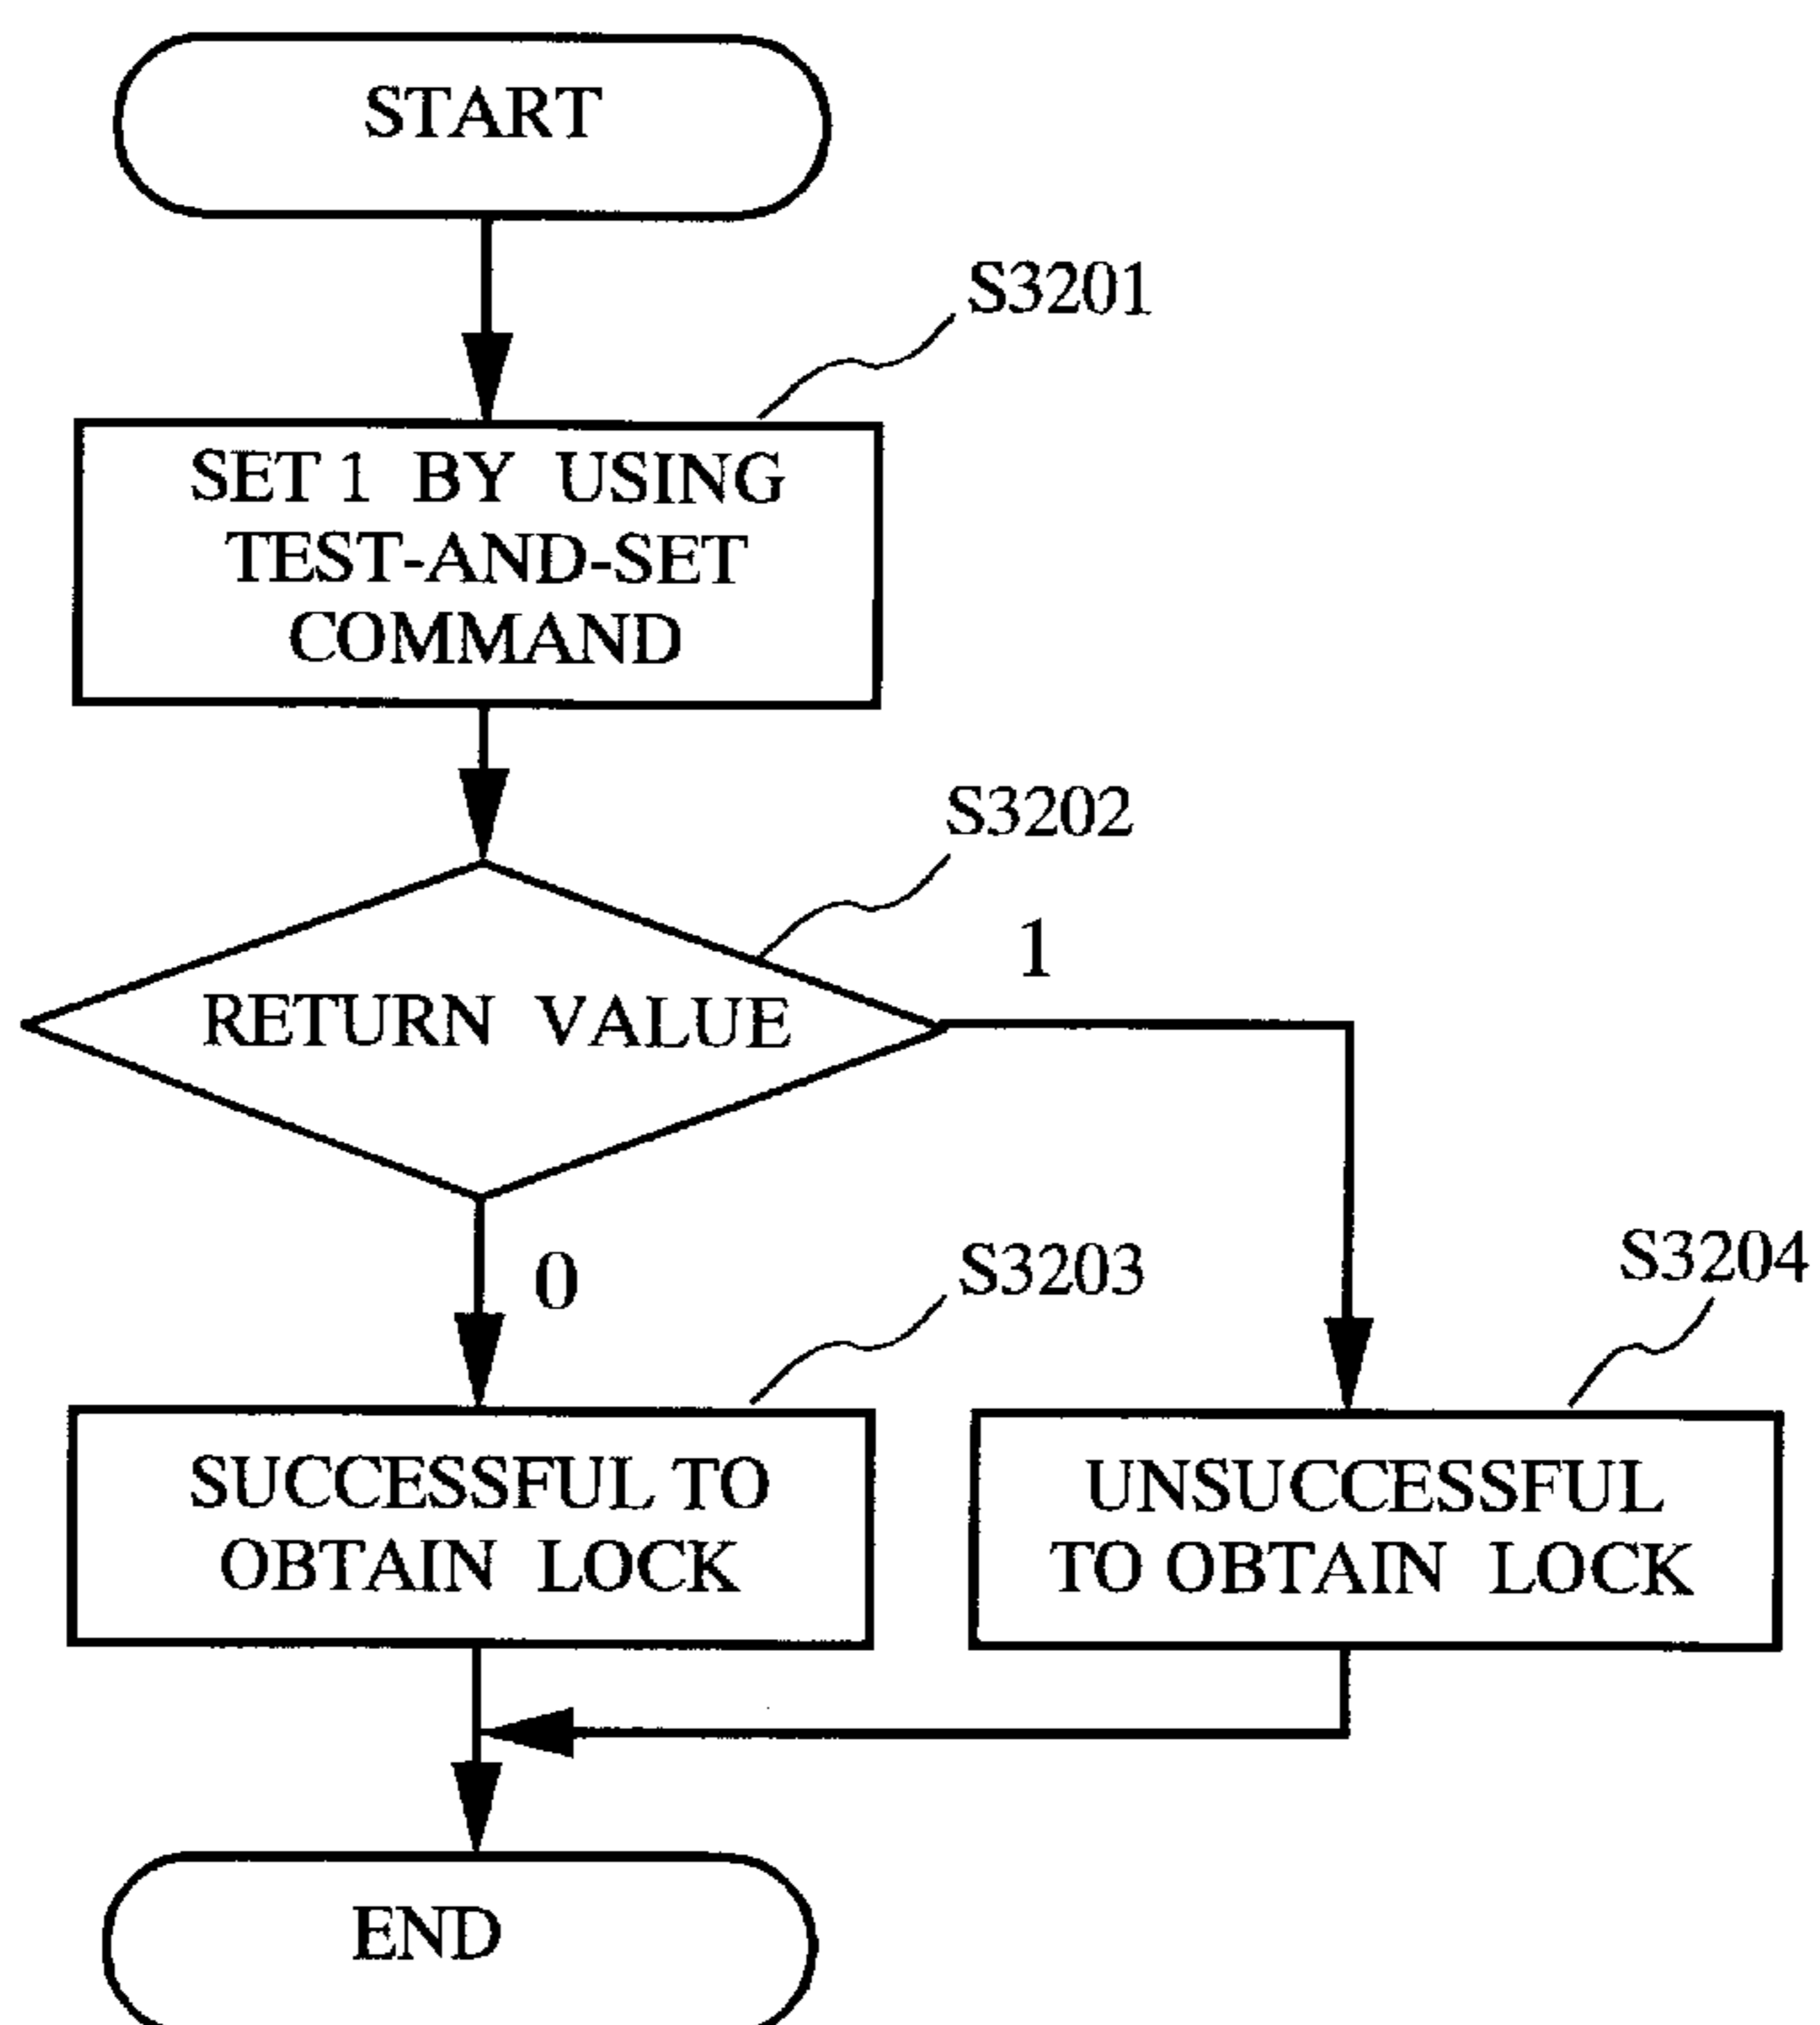 START
S3201
SET 1 BY USING
TEST-AND-SET
COMMAND
S3202
1
RETURN VALUE
0
S3203
S3204
SUCCESSFUL TO
OBTAIN LOCK
UNSUCCESSFUL
TO OBTAIN LOCK
END